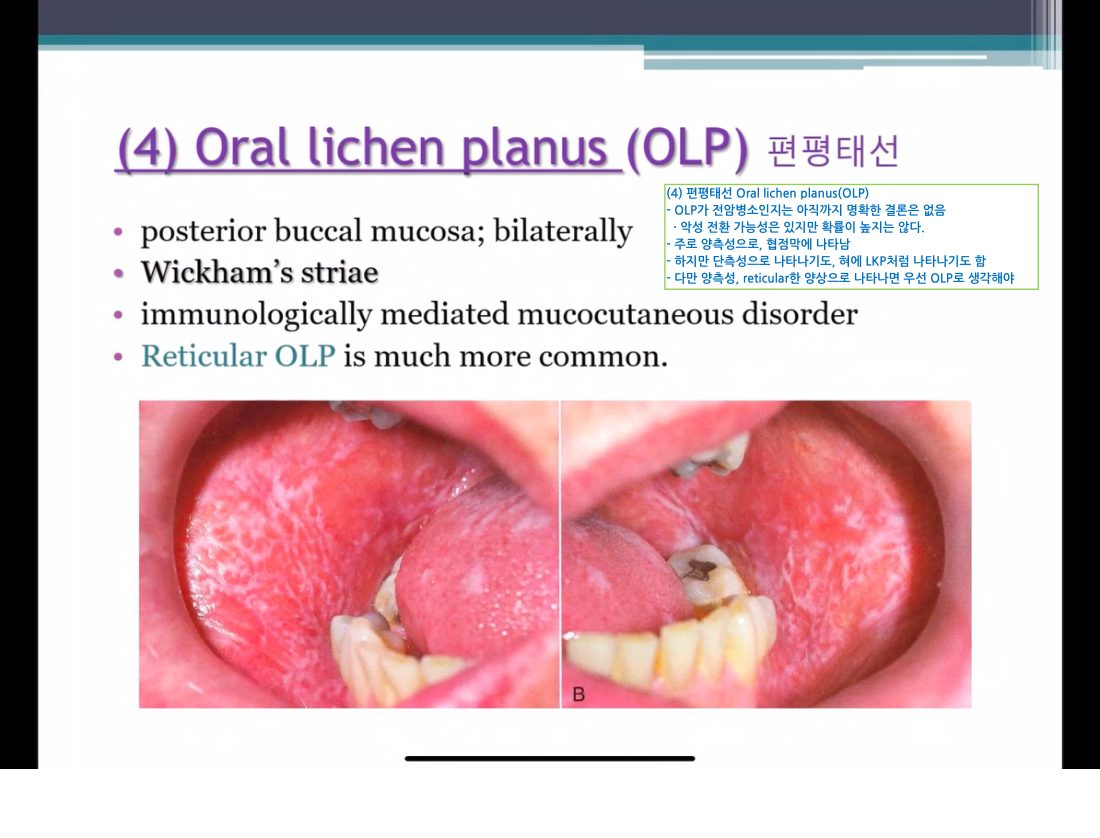 (4) Oral lichen planus (OLP) 편평태선
(4) 편평태선 Oral lichen planus(OLP)
- OLP가 전암병소인지는 아직까지 명확한 결론은 없음
· 악성 전환 가능성은 있지만 확률이 높지는 않다.
- 주로 양측성으로, 협점막에 나타남
- 하지만 단측성으로 나타나기도, 혀에 LKP처럼 나타나기도 함
- 다만 양측성, reticular한 양상으로 나타나면 우선 OLP로 생각해야
• posterior buccal mucosa; bilaterally
• Wickham's striae
• immunologically mediated mucocutaneous disorder
• Reticular OLP is much more common.
B